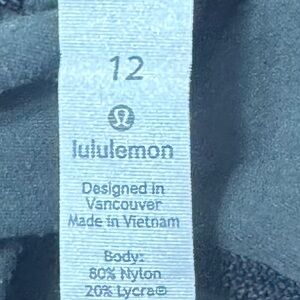 12
lululemon
Designed in
Vancouver
Made in Vietnam
Body:
80% Nylon
20% Lycra®